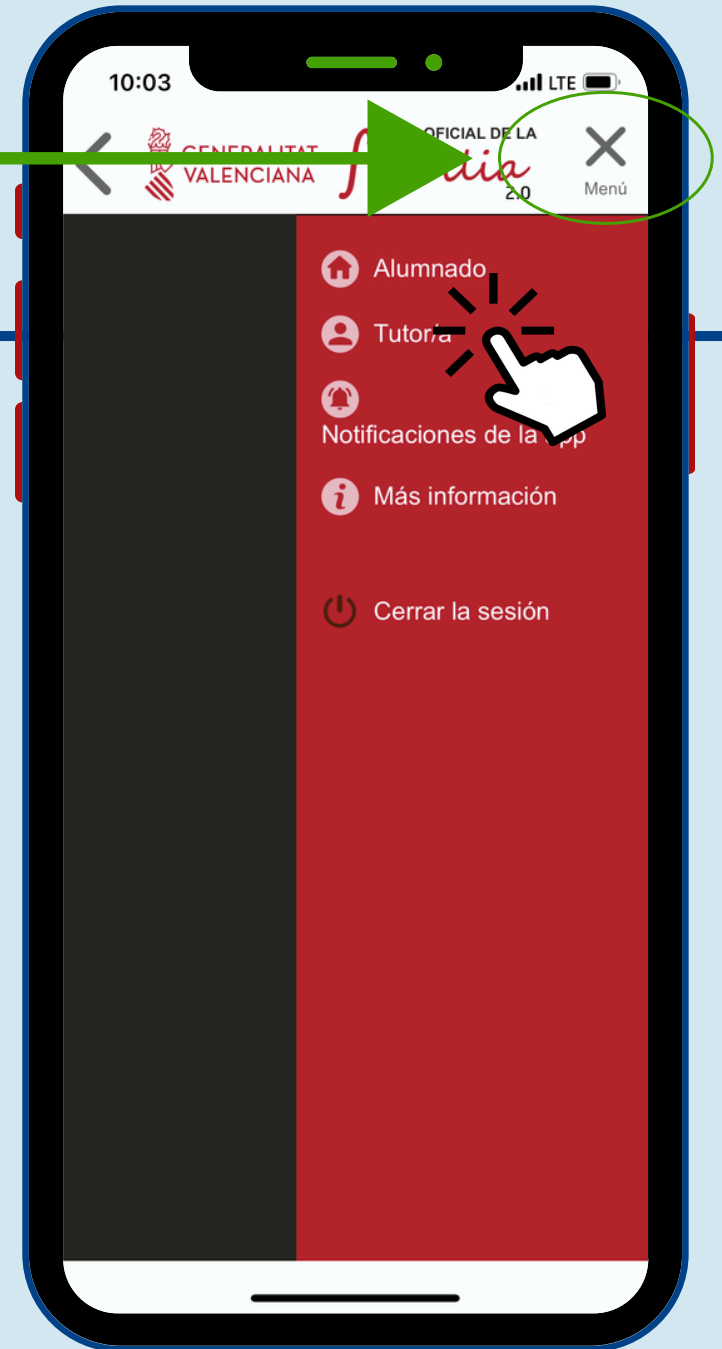 10:03
LTE
GENERALITAT
VALENCIANA
OFICIAL DE LA
2.0
Menú
Alumnado
Tutor/a
Notificaciones de la
Más información
Cerrar la sesión